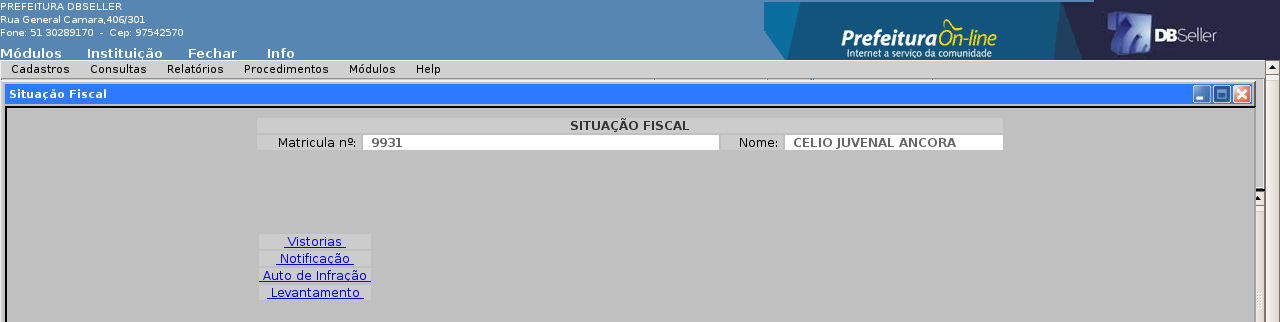 PREFEITURA DBSELLER
Rua General Camara,406/301
Fone: 51 30289170 - Cep: 97542570
Prefeitura On-line
Internet a serviço da comunidade
DBSeller
Módulos Instituição Fechar Info
Cadastros Consultas Relatórios Procedimentos Módulos Help
Situação Fiscal
SITUAÇÃO FISCAL
Matricula nº: 9931 Nome: CELIO JUVENAL ANCORA
Vistorias
Notificação
Auto de Infração
Levantamento